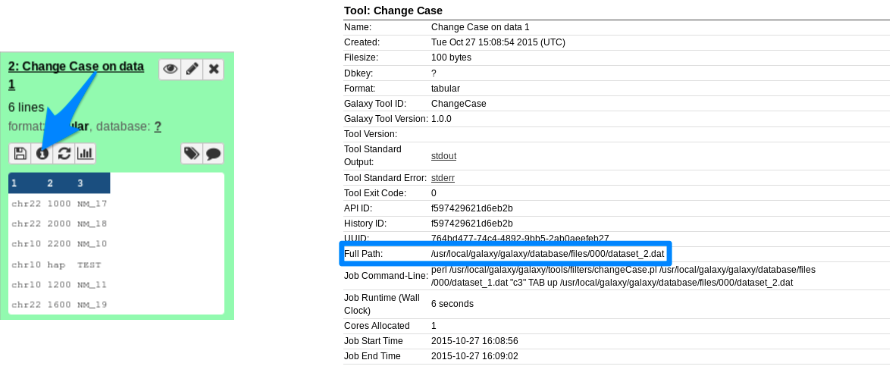 2: Change Case on data
1
6 lines
format: tabular, database: ?
1 2 3
chr22 1000 NM_17
chr22 2000 NM_18
chr10 2200 NM_10
chr10 hap TEST
chr10 1200 NM_11
chr22 1600 NM_19
Tool: Change Case
Name: Change Case on data 1
Created: Tue Oct 27 15:08:54 2015 (UTC)
Filesize: 100 bytes
Dbkey: ?
Format: tabular
Galaxy Tool ID: ChangeCase
Galaxy Tool Version: 1.0.0
Tool Version:
Tool Standard
Output: stdout
Tool Standard Error: stderr
Tool Exit Code: 0
API ID: f597429621d6eb2b
History ID: f597429621d6eb2b
UUID: 764bd477-74c4-4892-9bb5-2ab0aeefeb27
Full Path: /usr/local/galaxy/galaxy/database/files/000/dataset_2.dat
Job Command-Line: perl /usr/local/galaxy/galaxy/tools/filters/changeCase.pl /usr/local/galaxy/galaxy/database/files
/000/dataset_1.dat "c3" TAB up /usr/local/galaxy/galaxy/database/files/000/dataset_2.dat
Job Runtime (Wall
Clock) 6 seconds
Cores Allocated 1
Job Start Time 2015-10-27 16:08:56
Job End Time 2015-10-27 16:09:02